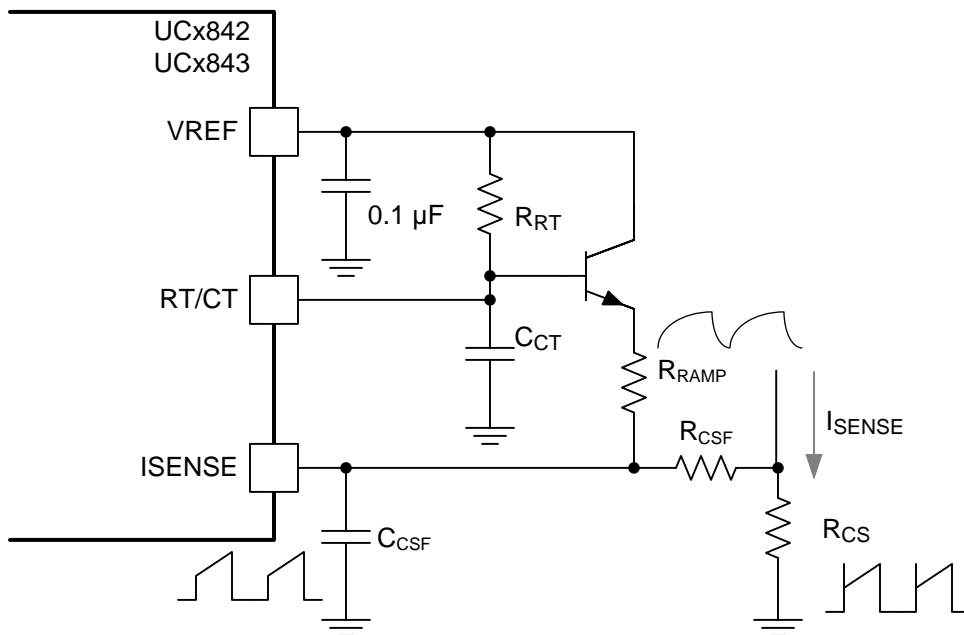 UCx842
UCx843
VREF
0.1 µF
RRT
RT/CT
CCT
RRAMP
ISENSE
RCSF
ISENSE
CCSF
RCS